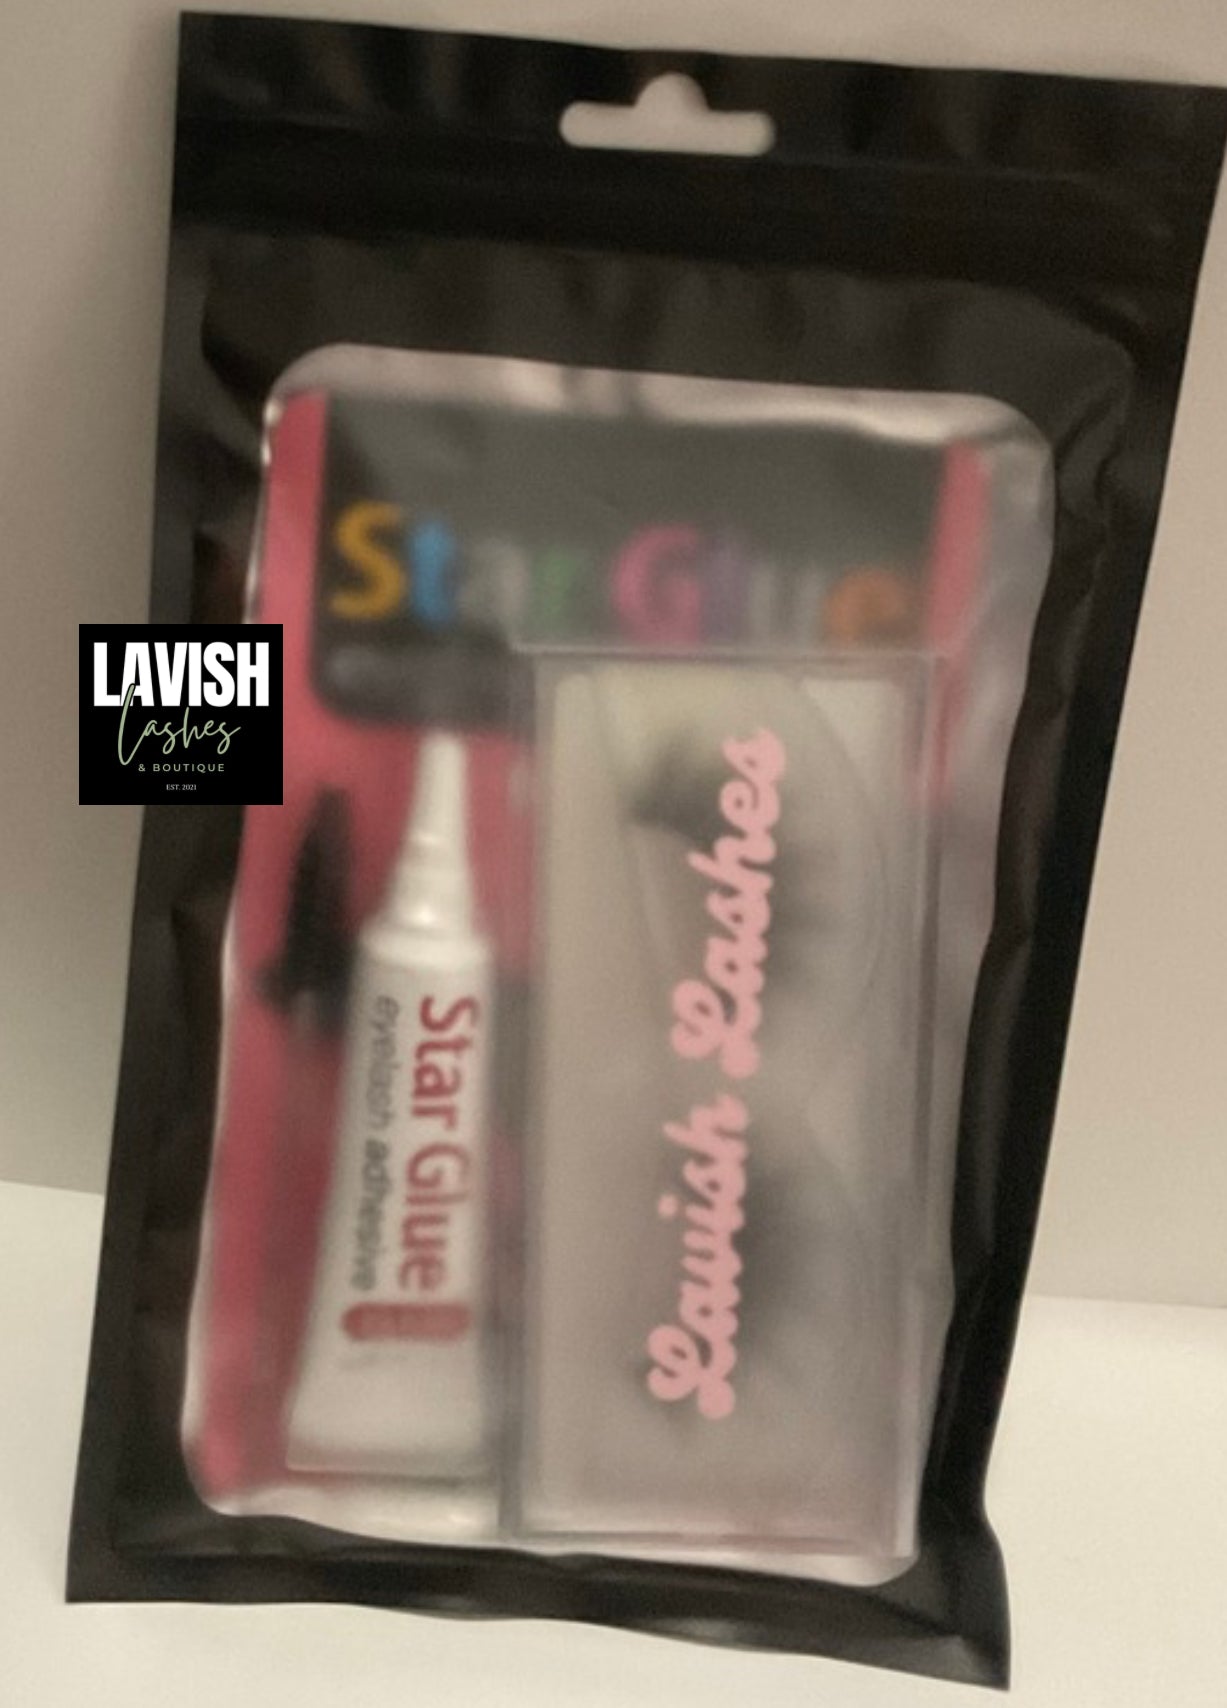 Star Glue
LAVISH
Lashes
& BOUTIQUE
EST. 2021
Star Glue
eyelash adhesive
Lavish Lashes